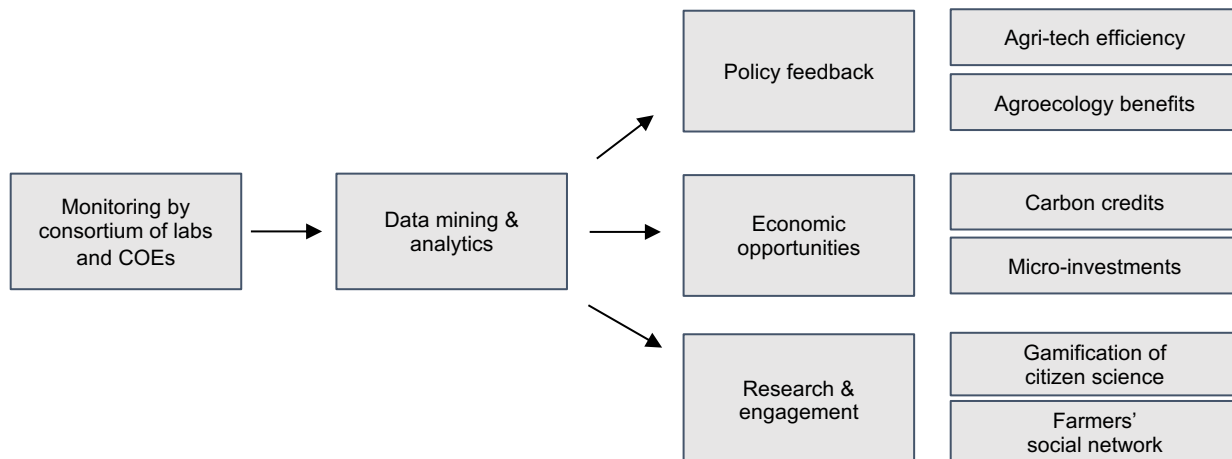 Monitoring by
consortium of labs
and COEs
Data mining &
analytics
Policy feedback
Agri-tech efficiency
Agroecology benefits
Economic
opportunities
Carbon credits
Micro-investments
Research &
engagement
Gamification of
citizen science
Farmers’
social network